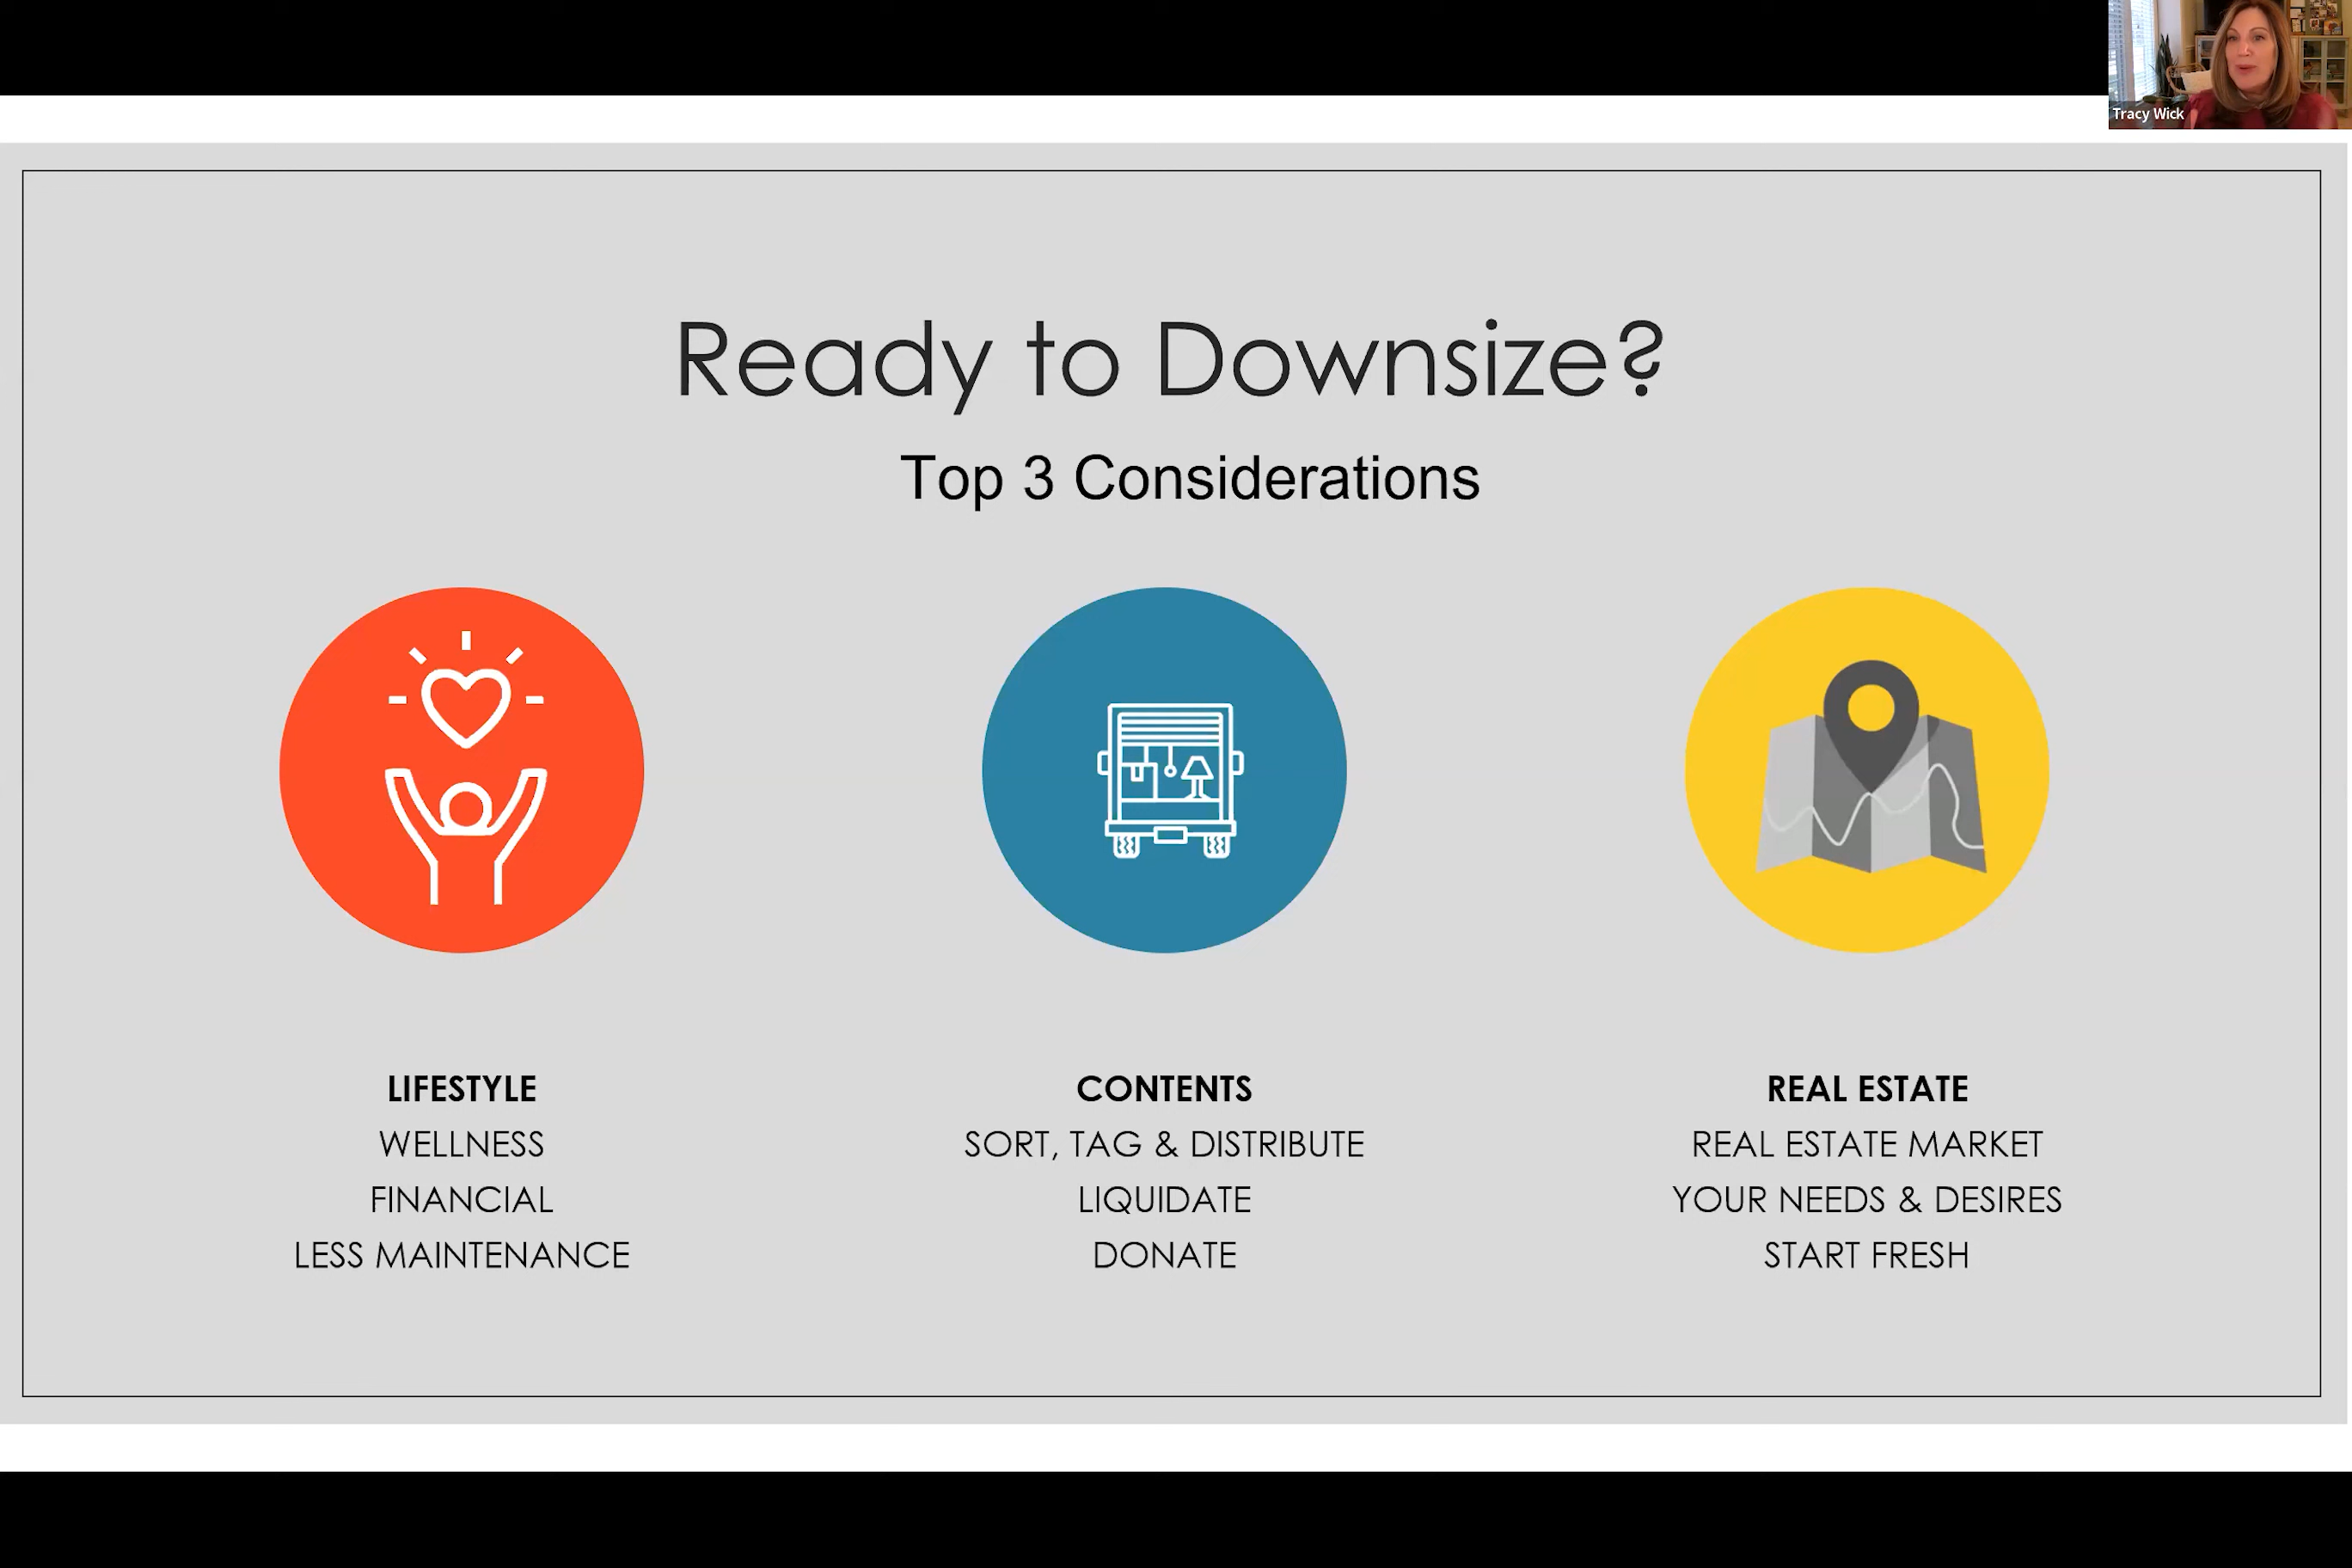 Tracy Wick
Ready to Downsize?
Top 3 Considerations
LIFESTYLE
WELLNESS
FINANCIAL
LESS MAINTENANCE
CONTENTS
SORT, TAG & DISTRIBUTE
LIQUIDATE
DONATE
REAL ESTATE
REAL ESTATE MARKET
YOUR NEEDS & DESIRES
START FRESH